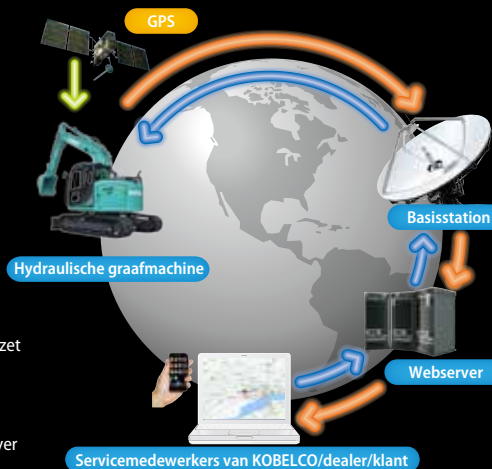 GPS
Basisstation
Hydraulische graafmachine
zet
Webserver
ver
Servicemedewerkers van KOBELCO/dealer/klant